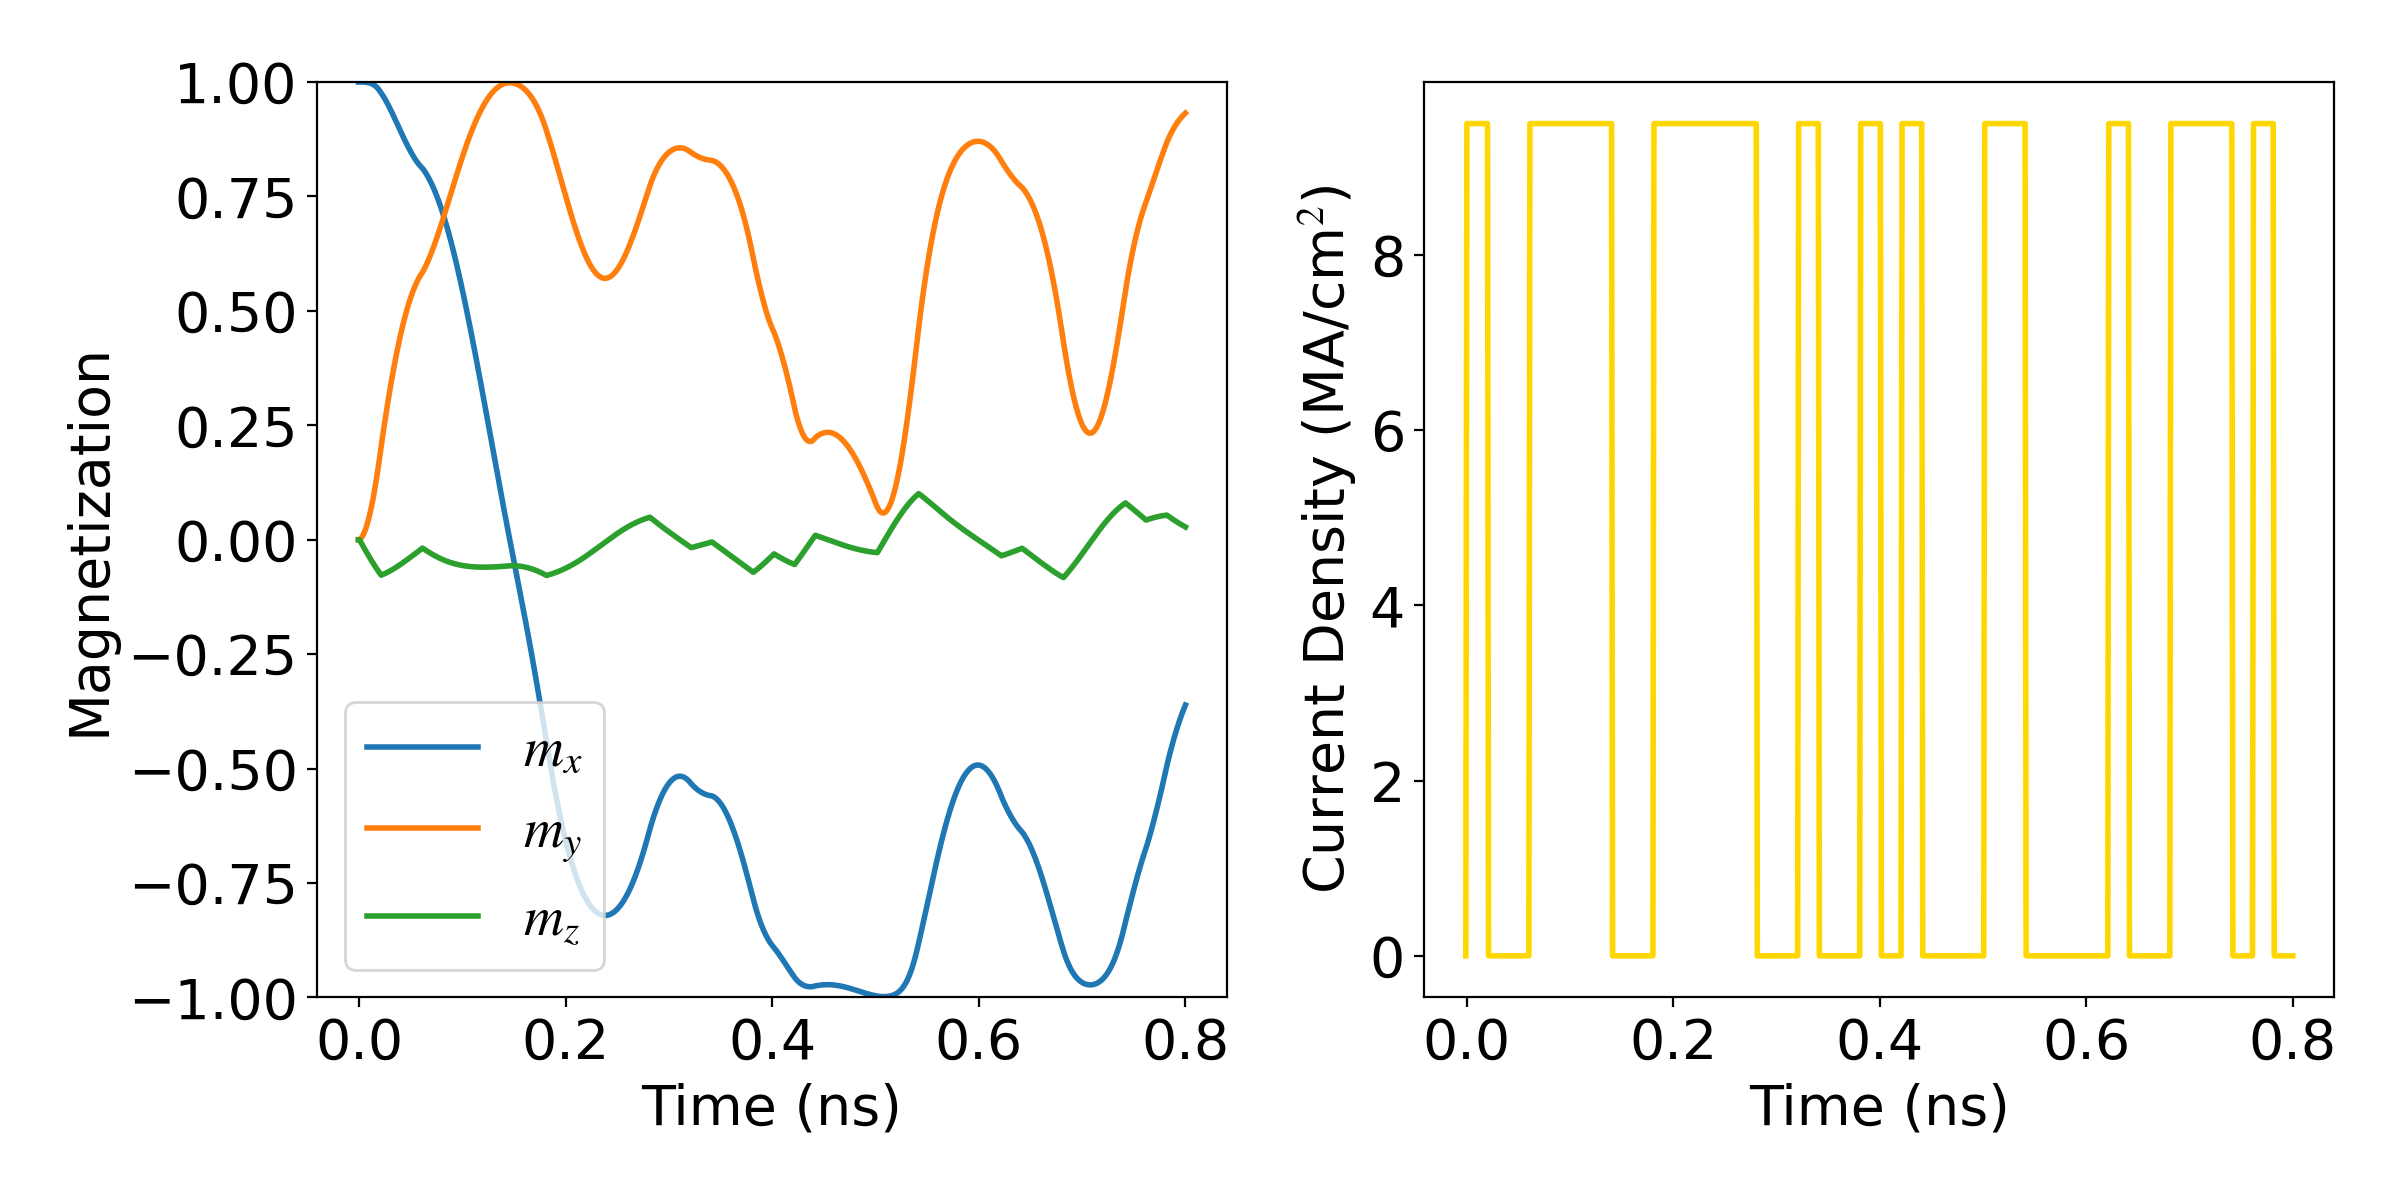 1.00
0.75
0.50
0.25
0.00
−0.25
−0.50
−0.75
−1.00
Magnetization
m_x
m_y
m_z
0.0 0.2 0.4 0.6 0.8
Time (ns)
8
6
4
2
0
Current Density (MA/cm²)
0.0 0.2 0.4 0.6 0.8
Time (ns)